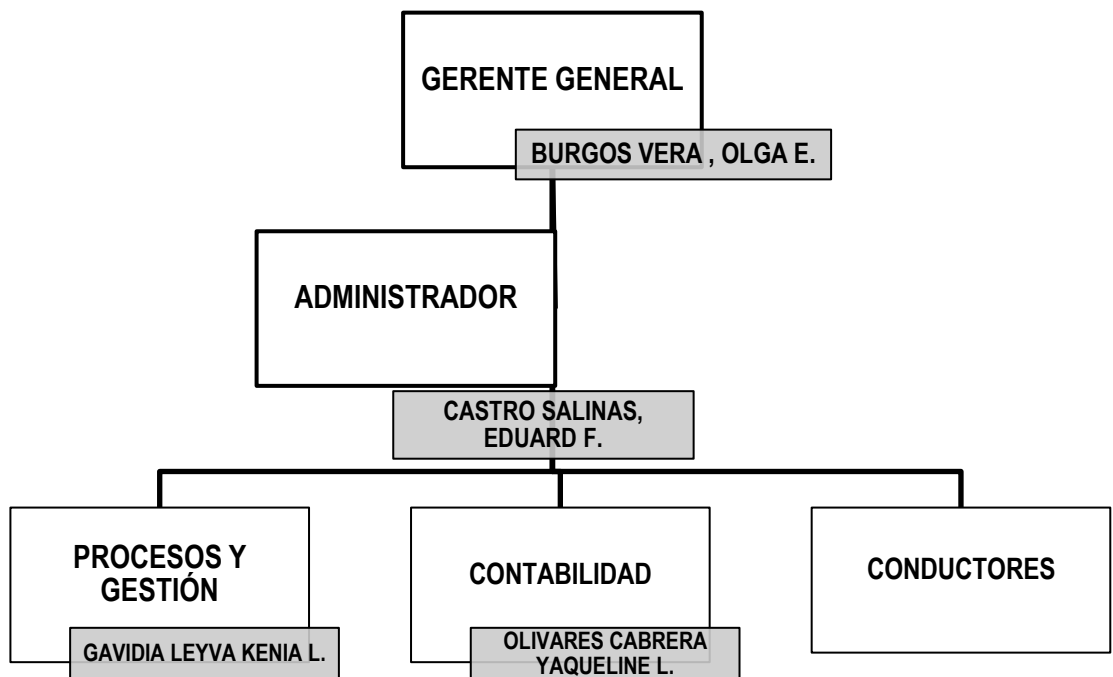 GERENTE GENERAL
BURGOS VERA , OLGA E.
ADMINISTRADOR
CASTRO SALINAS,
EDUARD F.
PROCESOS Y
GESTIÓN
GAVIDIA LEYVA KENIA L.
CONTABILIDAD
OLIVARES CABRERA
YAQUELINE L.
CONDUCTORES